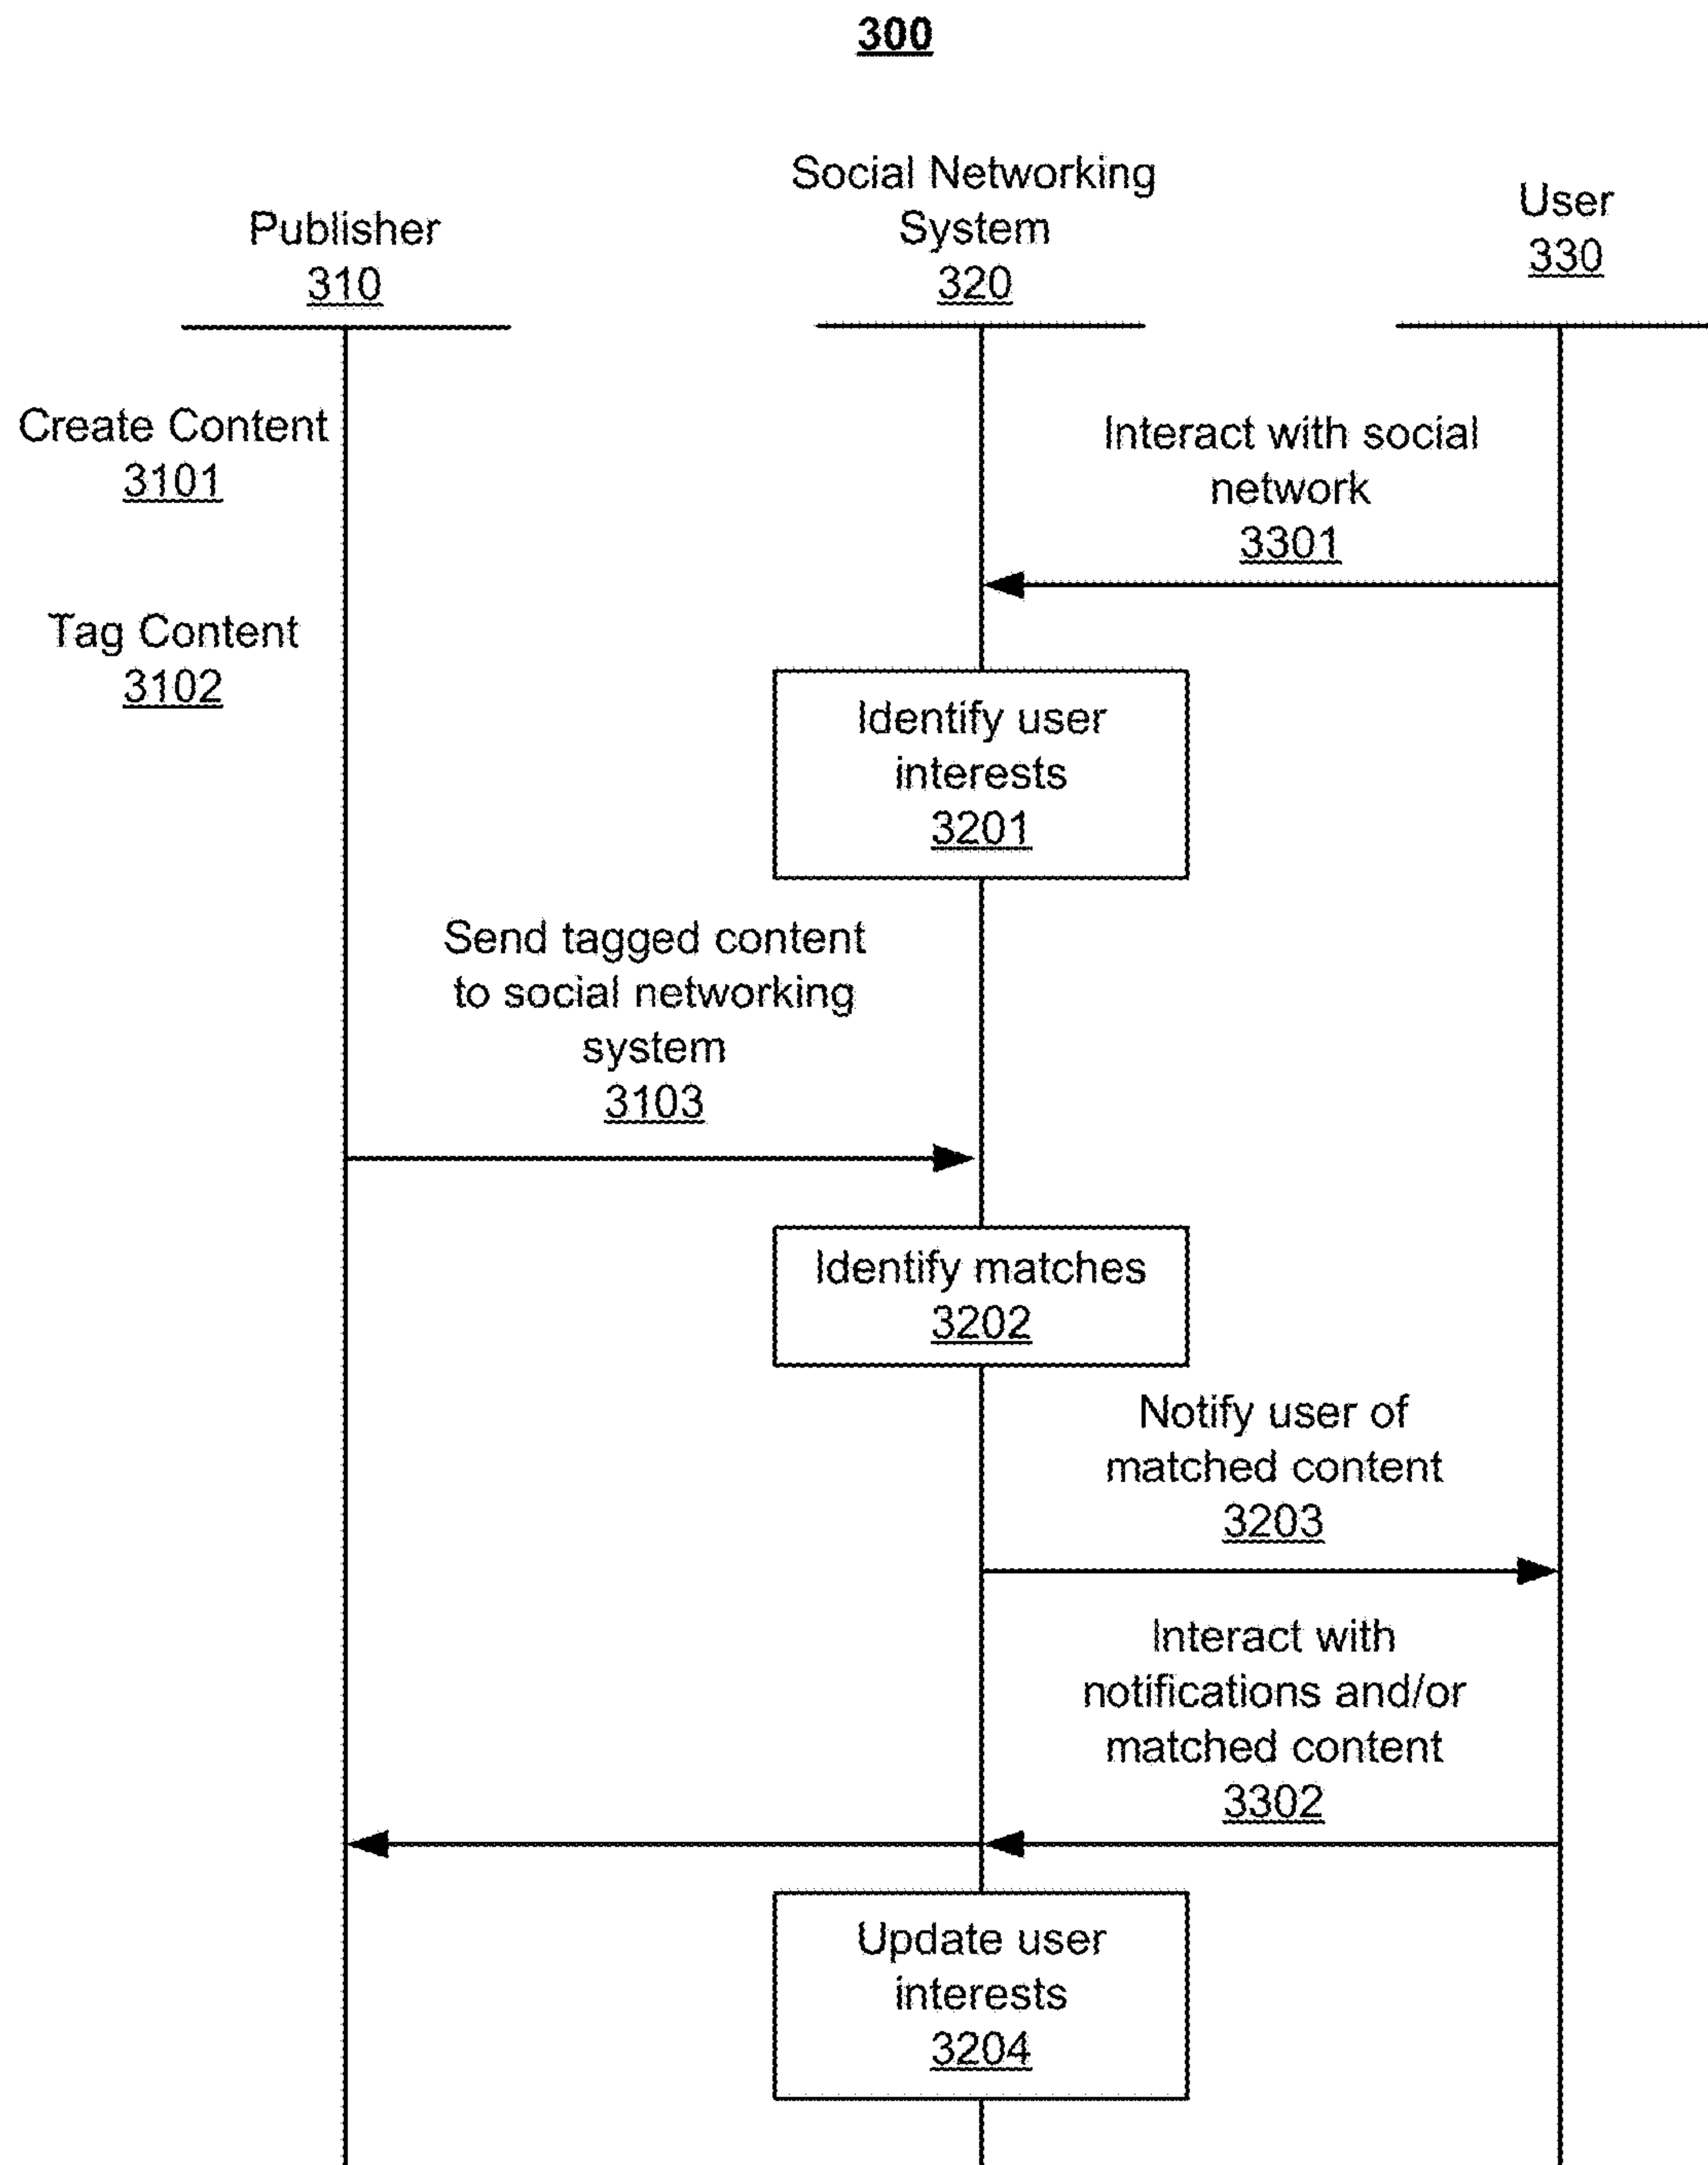 300
Publisher
310
Social Networking
System
320
User
330
Create Content
3101
Tag Content
3102
Interact with social
network
3301
Identify user
interests
3201
Send tagged content
to social networking
system
3103
Identify matches
3202
Notify user of
matched content
3203
Interact with
notifications and/or
matched content
3302
Update user
interests
3204